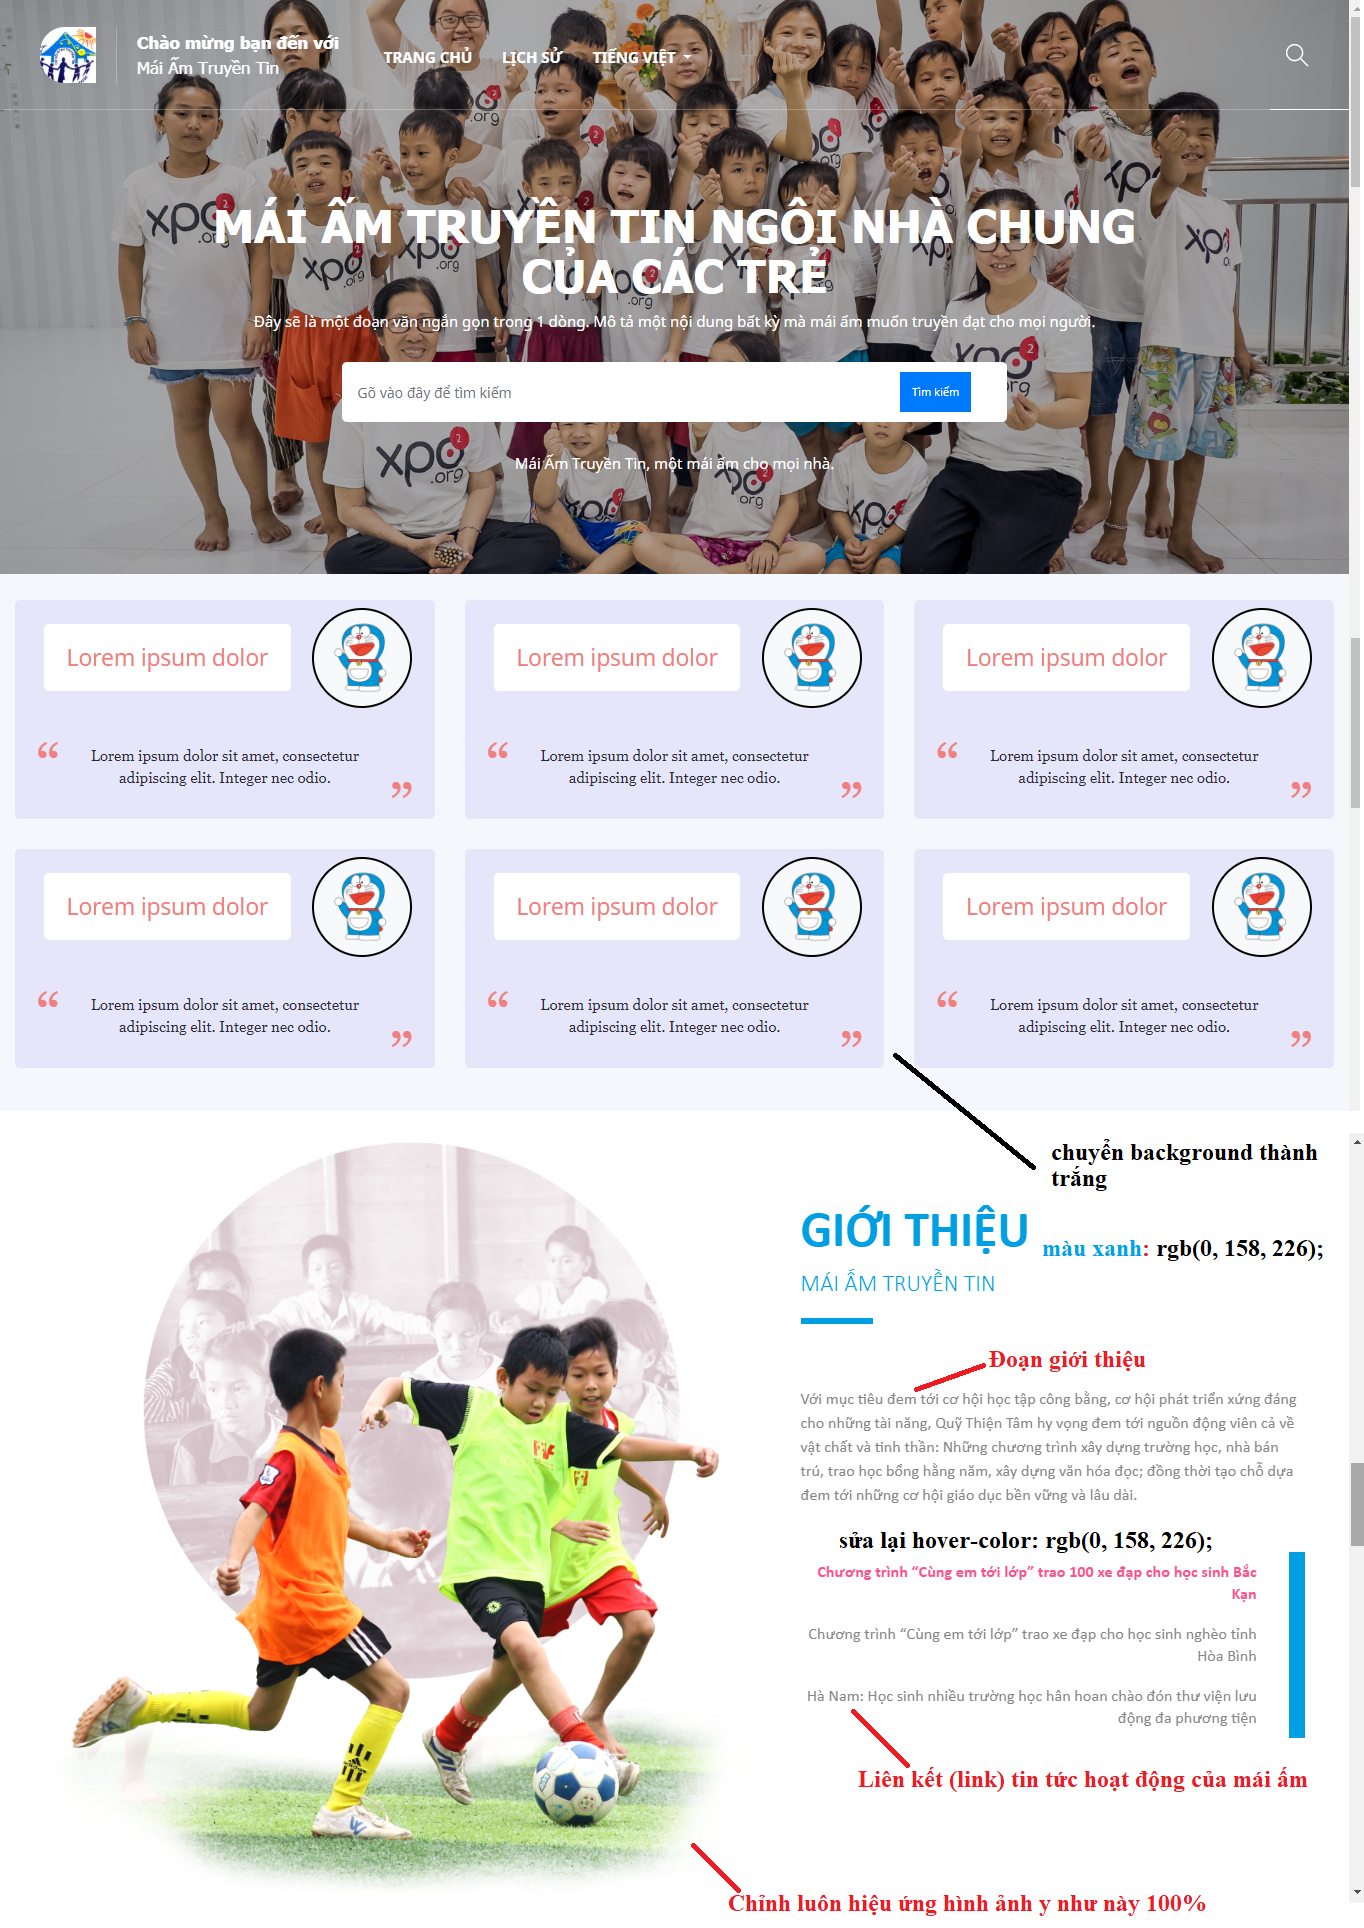 Chào mừng bạn đến với
Mái Ấm Truyền Tin
TRANG CHỦ LỊCH SỬ TIẾNG VIỆT
MÁI ẤM TRUYỀN TIN NGÔI NHÀ CHUNG
CỦA CÁC TRẺ
Đây sẽ là một đoạn văn ngắn gọn trong 1 dòng. Mô tả một nội dung bất kỳ mà mái ấm muốn truyền đạt cho mọi người.
Gõ vào đây để tìm kiếm Tìm kiếm
Mái Ấm Truyền Tin, một mái ấm cho mọi nhà.
Lorem ipsum dolor Lorem ipsum dolor Lorem ipsum dolor
“ Lorem ipsum dolor sit amet, consectetur
adipiscing elit. Integer nec odio. ”
“ Lorem ipsum dolor sit amet, consectetur
adipiscing elit. Integer nec odio. ”
“ Lorem ipsum dolor sit amet, consectetur
adipiscing elit. Integer nec odio. ”
Lorem ipsum dolor Lorem ipsum dolor Lorem ipsum dolor
“ Lorem ipsum dolor sit amet, consectetur
adipiscing elit. Integer nec odio. ”
“ Lorem ipsum dolor sit amet, consectetur
adipiscing elit. Integer nec odio. ”
“ Lorem ipsum dolor sit amet, consectetur
adipiscing elit. Integer nec odio. ”
chuyển background thành
trắng
GIỚI THIỆU
màu xanh: rgb(0, 158, 226);
MÁI ẤM TRUYỀN TIN
Đoạn giới thiệu
Với mục tiêu đem tới cơ hội học tập công bằng, cơ hội phát triển xứng đáng
cho những tài năng, Quỹ Thiện Tâm hy vọng đem tới nguồn động viên cả về
vật chất và tinh thần: Những chương trình xây dựng trường học, nhà bán
trú, trao học bổng hằng năm, xây dựng văn hóa đọc; đồng thời tạo chỗ dựa
đem tới những cơ hội giáo dục bền vững và lâu dài.
sửa lại hover-color: rgb(0, 158, 226);
Chương trình “Cùng em tới lớp” trao 100 xe đạp cho học sinh Bắc
Kạn
Chương trình “Cùng em tới lớp” trao xe đạp cho học sinh nghèo tỉnh
Hòa Bình
Hà Nam: Học sinh nhiều trường học hân hoan chào đón thư viện lưu
động đa phương tiện
Liên kết (link) tin tức hoạt động của mái ấm
Chỉnh luôn hiệu ứng hình ảnh y như này 100%